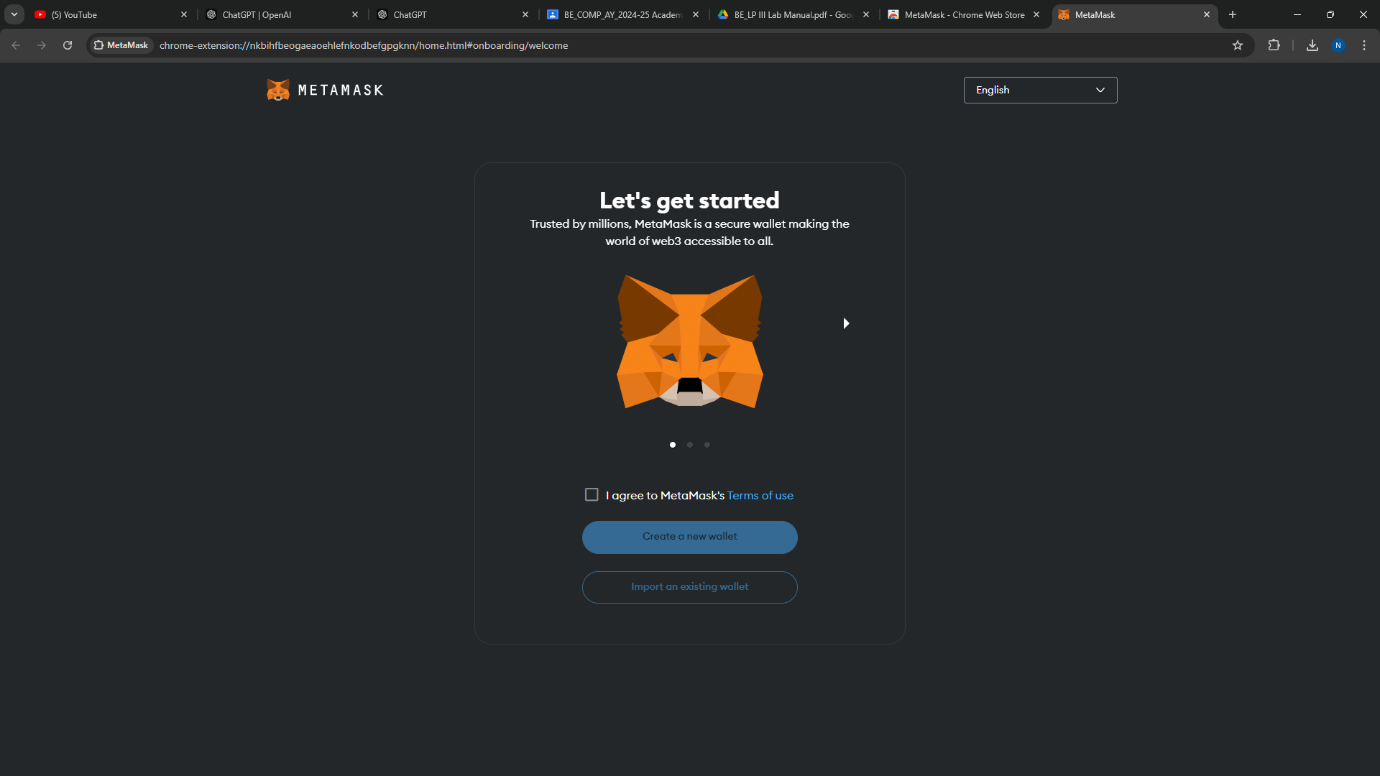 (5) YouTube
ChatGPT | OpenAI
ChatGPT
BE_COMP_AY_2024-25 Academ
BE_LP III Lab Manual.pdf - Goo
MetaMask - Chrome Web Store
MetaMask
MetaMask
chrome-extension://nkbihfbeogaeaoehlefnkodbefgpgknn/home.html#onboarding/welcome
N
METAMASK
English
Let's get started
Trusted by millions, MetaMask is a secure wallet making the
world of web3 accessible to all.
I agree to MetaMask's Terms of use
Create a new wallet
Import an existing wallet